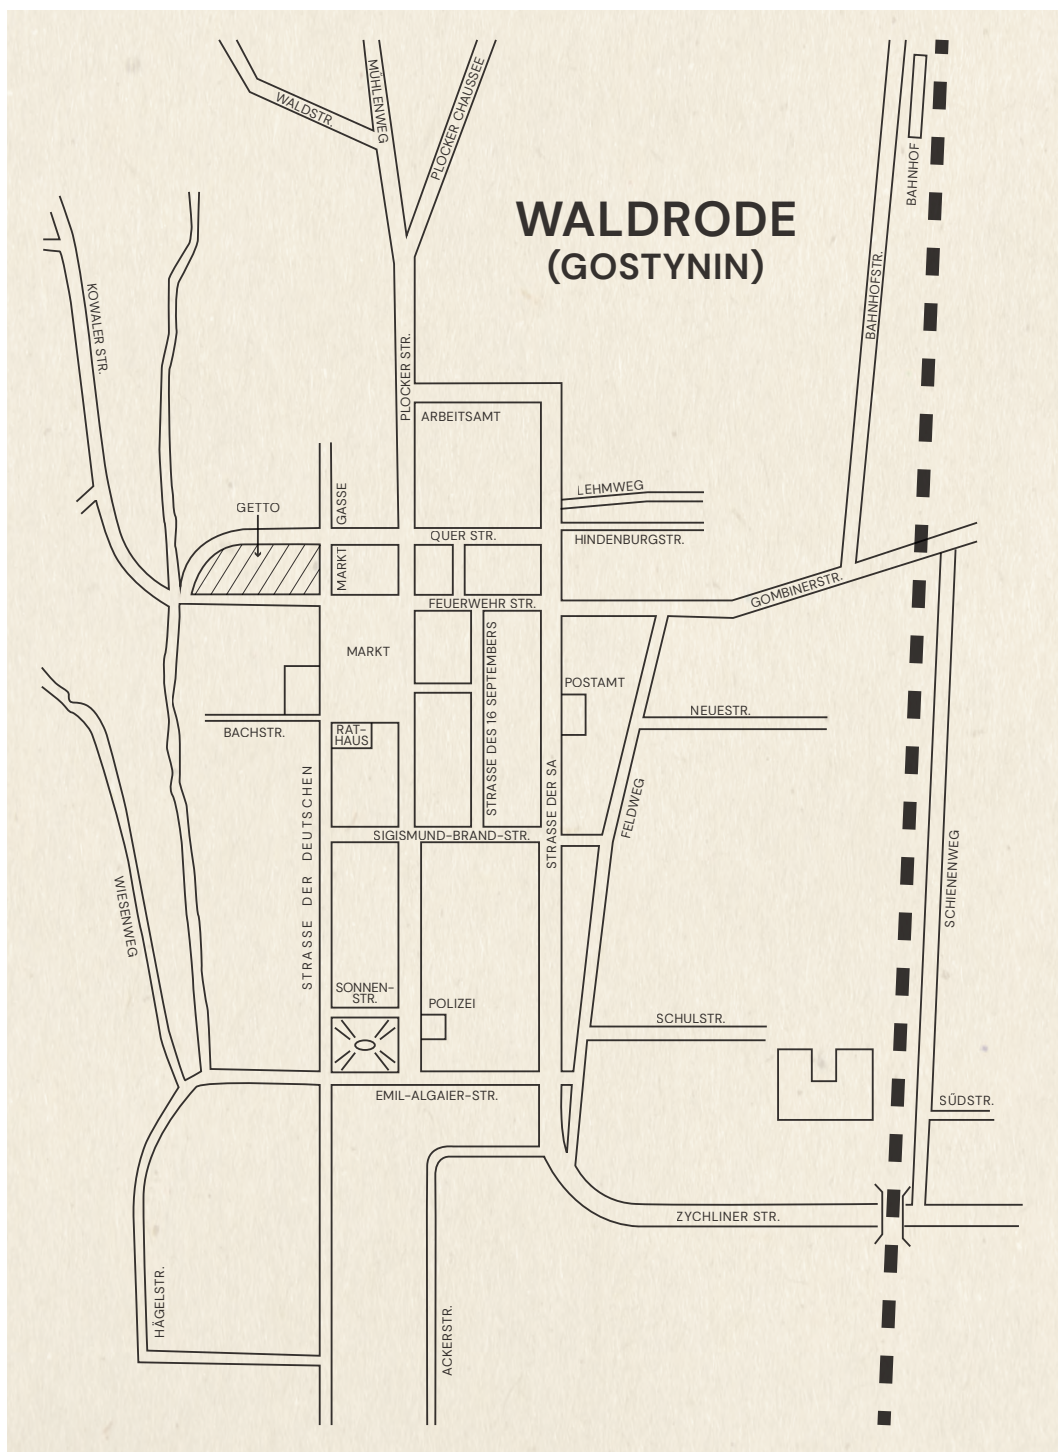 WALDSTR.
MÜHLENWEG
PLOCKER CHAUSSEE
BAHNHOF
WALDRODE
(GOSTYNIN)
KOWALER STR.
BAHNHOFSTR.
PLOCKER STR.
ARBEITSAMT
GASSE
LEHMWEG
GETTO
QUER STR.
HINDENBURGSTR.
MARKT
GOMBINERSTR.
FEUERWEHR STR.
MARKT
STRASSE DES 16 SEPTEMBERS
POSTAMT
NEUESTR.
BACHSTR.
RAT-
HAUS
STRASSE DER DEUTSCHEN
STRASSE DER SA
FELDWEG
SIGISMUND-BRAND-STR.
SCHIENENWEG
WIESENWEG
SONNEN-
STR.
POLIZEI
SCHULSTR.
EMIL-ALGAIER-STR.
SŰDSTR.
ZYCHLINER STR.
HÄGELSTR.
ACKERSTR.